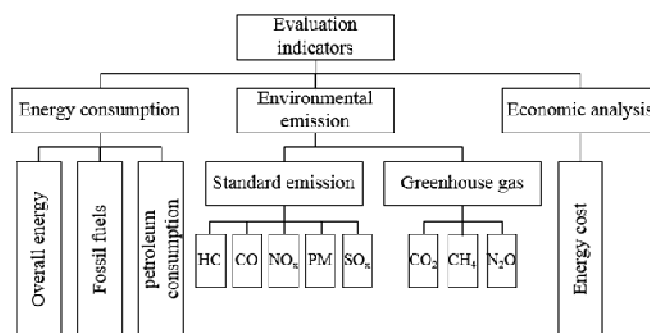 Evaluation
indicators
Energy consumption
Environmental
emission
Economic analysis
Overall energy
Fossil fuels
petroleum
consumption
Standard emission
Greenhouse gas
Energy cost
HC
CO
NOₓ
PM
SOₓ
CO₂
CH₄
N₂O